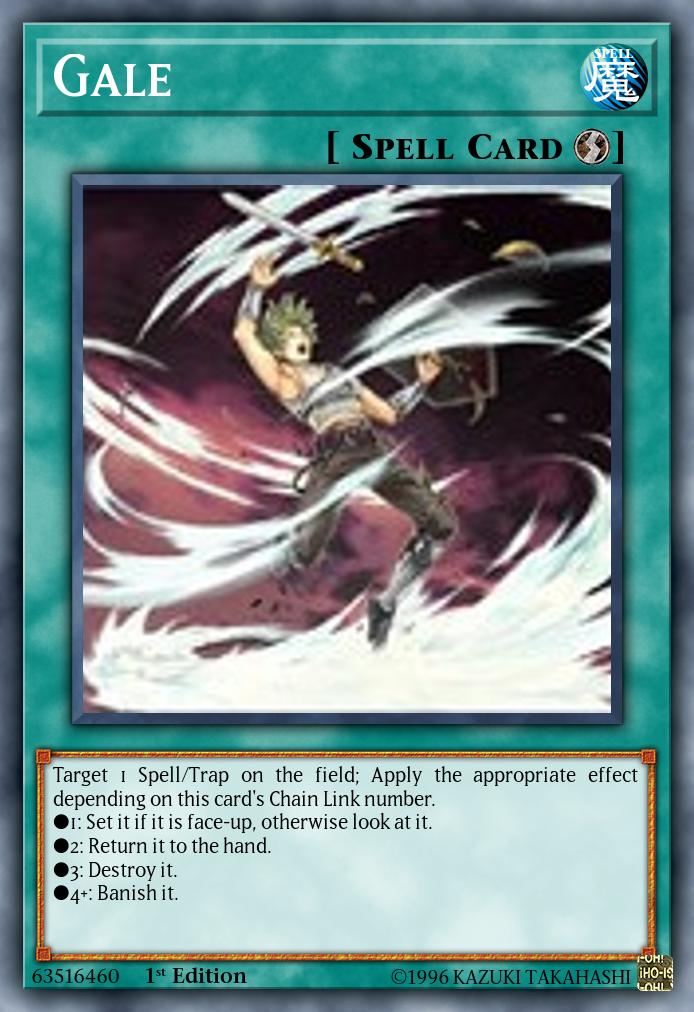 Gale
SPELL
魔
[ Spell Card ]
Target 1 Spell/Trap on the field; Apply the appropriate effect
depending on this card's Chain Link number.
●1: Set it if it is face-up, otherwise look at it.
●2: Return it to the hand.
●3: Destroy it.
●4+: Banish it.
63516460 1st Edition ©1996 KAZUKI TAKAHASHI